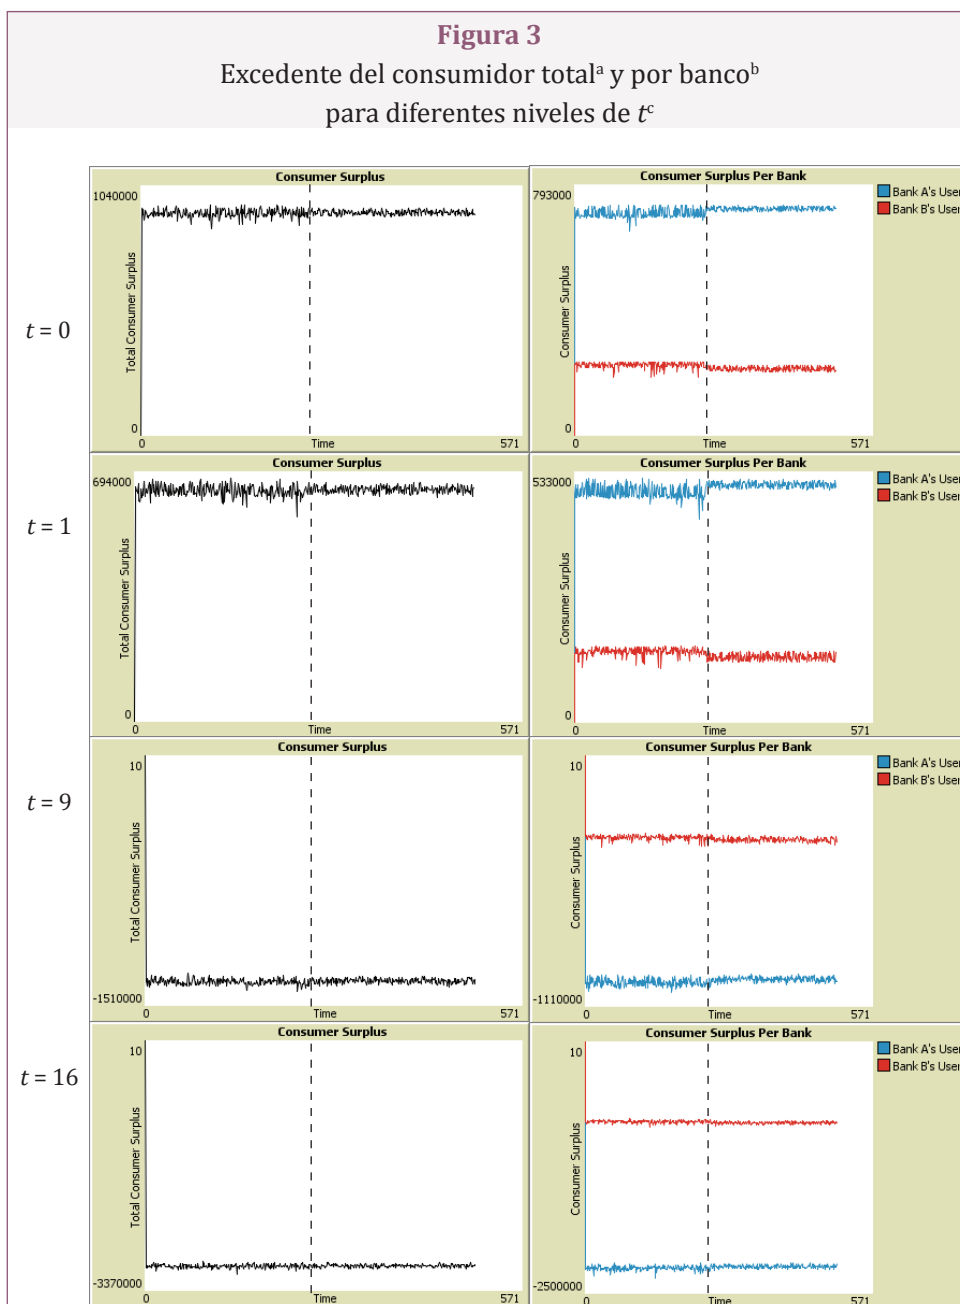 Figura 3
Excedente del consumidor totalᵃ y por bancoᵇ
para diferentes niveles de tᶜ
t = 0
Consumer Surplus
1040000
Total Consumer Surplus
0
0
Time
571
Consumer Surplus Per Bank
793000
Consumer Surplus
0
0
Time
571
Bank A's User
Bank B's User
t = 1
Consumer Surplus
694000
Total Consumer Surplus
0
0
Time
571
Consumer Surplus Per Bank
533000
Consumer Surplus
0
0
Time
571
Bank A's User
Bank B's User
t = 9
Consumer Surplus
10
Total Consumer Surplus
-1510000
0
Time
571
Consumer Surplus Per Bank
10
Consumer Surplus
-1110000
0
Time
571
Bank A's User
Bank B's User
t = 16
Consumer Surplus
10
Total Consumer Surplus
-3370000
0
Time
571
Consumer Surplus Per Bank
10
Consumer Surplus
-2500000
0
Time
571
Bank A's User
Bank B's User